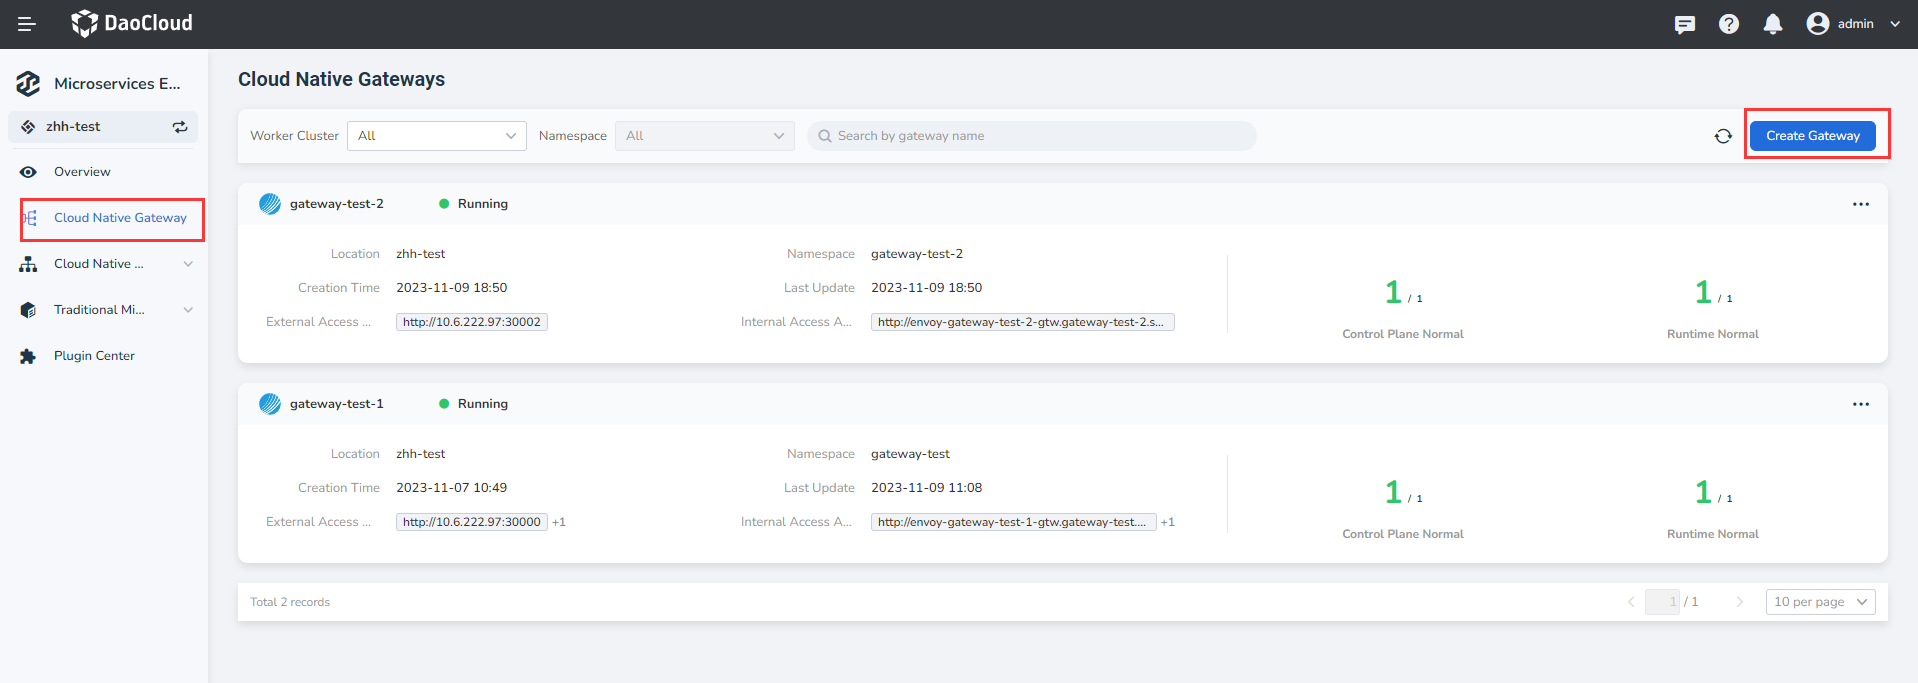 DaoCloud
admin
Microservices E...
zhh-test
Overview
Cloud Native Gateway
Cloud Native ...
Traditional Mi...
Plugin Center
Cloud Native Gateways
Worker Cluster All Namespace All Search by gateway name Create Gateway
gateway-test-2 Running
Location zhh-test Namespace gateway-test-2
Creation Time 2023-11-09 18:50 Last Update 2023-11-09 18:50
External Access ... http://10.6.222.97:30002 Internal Access A... http://envoy-gateway-test-2-gtw.gateway-test-2.s...
1 / 1 1 / 1
Control Plane Normal Runtime Normal
gateway-test-1 Running
Location zhh-test Namespace gateway-test
Creation Time 2023-11-07 10:49 Last Update 2023-11-09 11:08
External Access ... http://10.6.222.97:30000 +1 Internal Access A... http://envoy-gateway-test-1-gtw.gateway-test.... +1
1 / 1 1 / 1
Control Plane Normal Runtime Normal
Total 2 records 1 / 1 10 per page